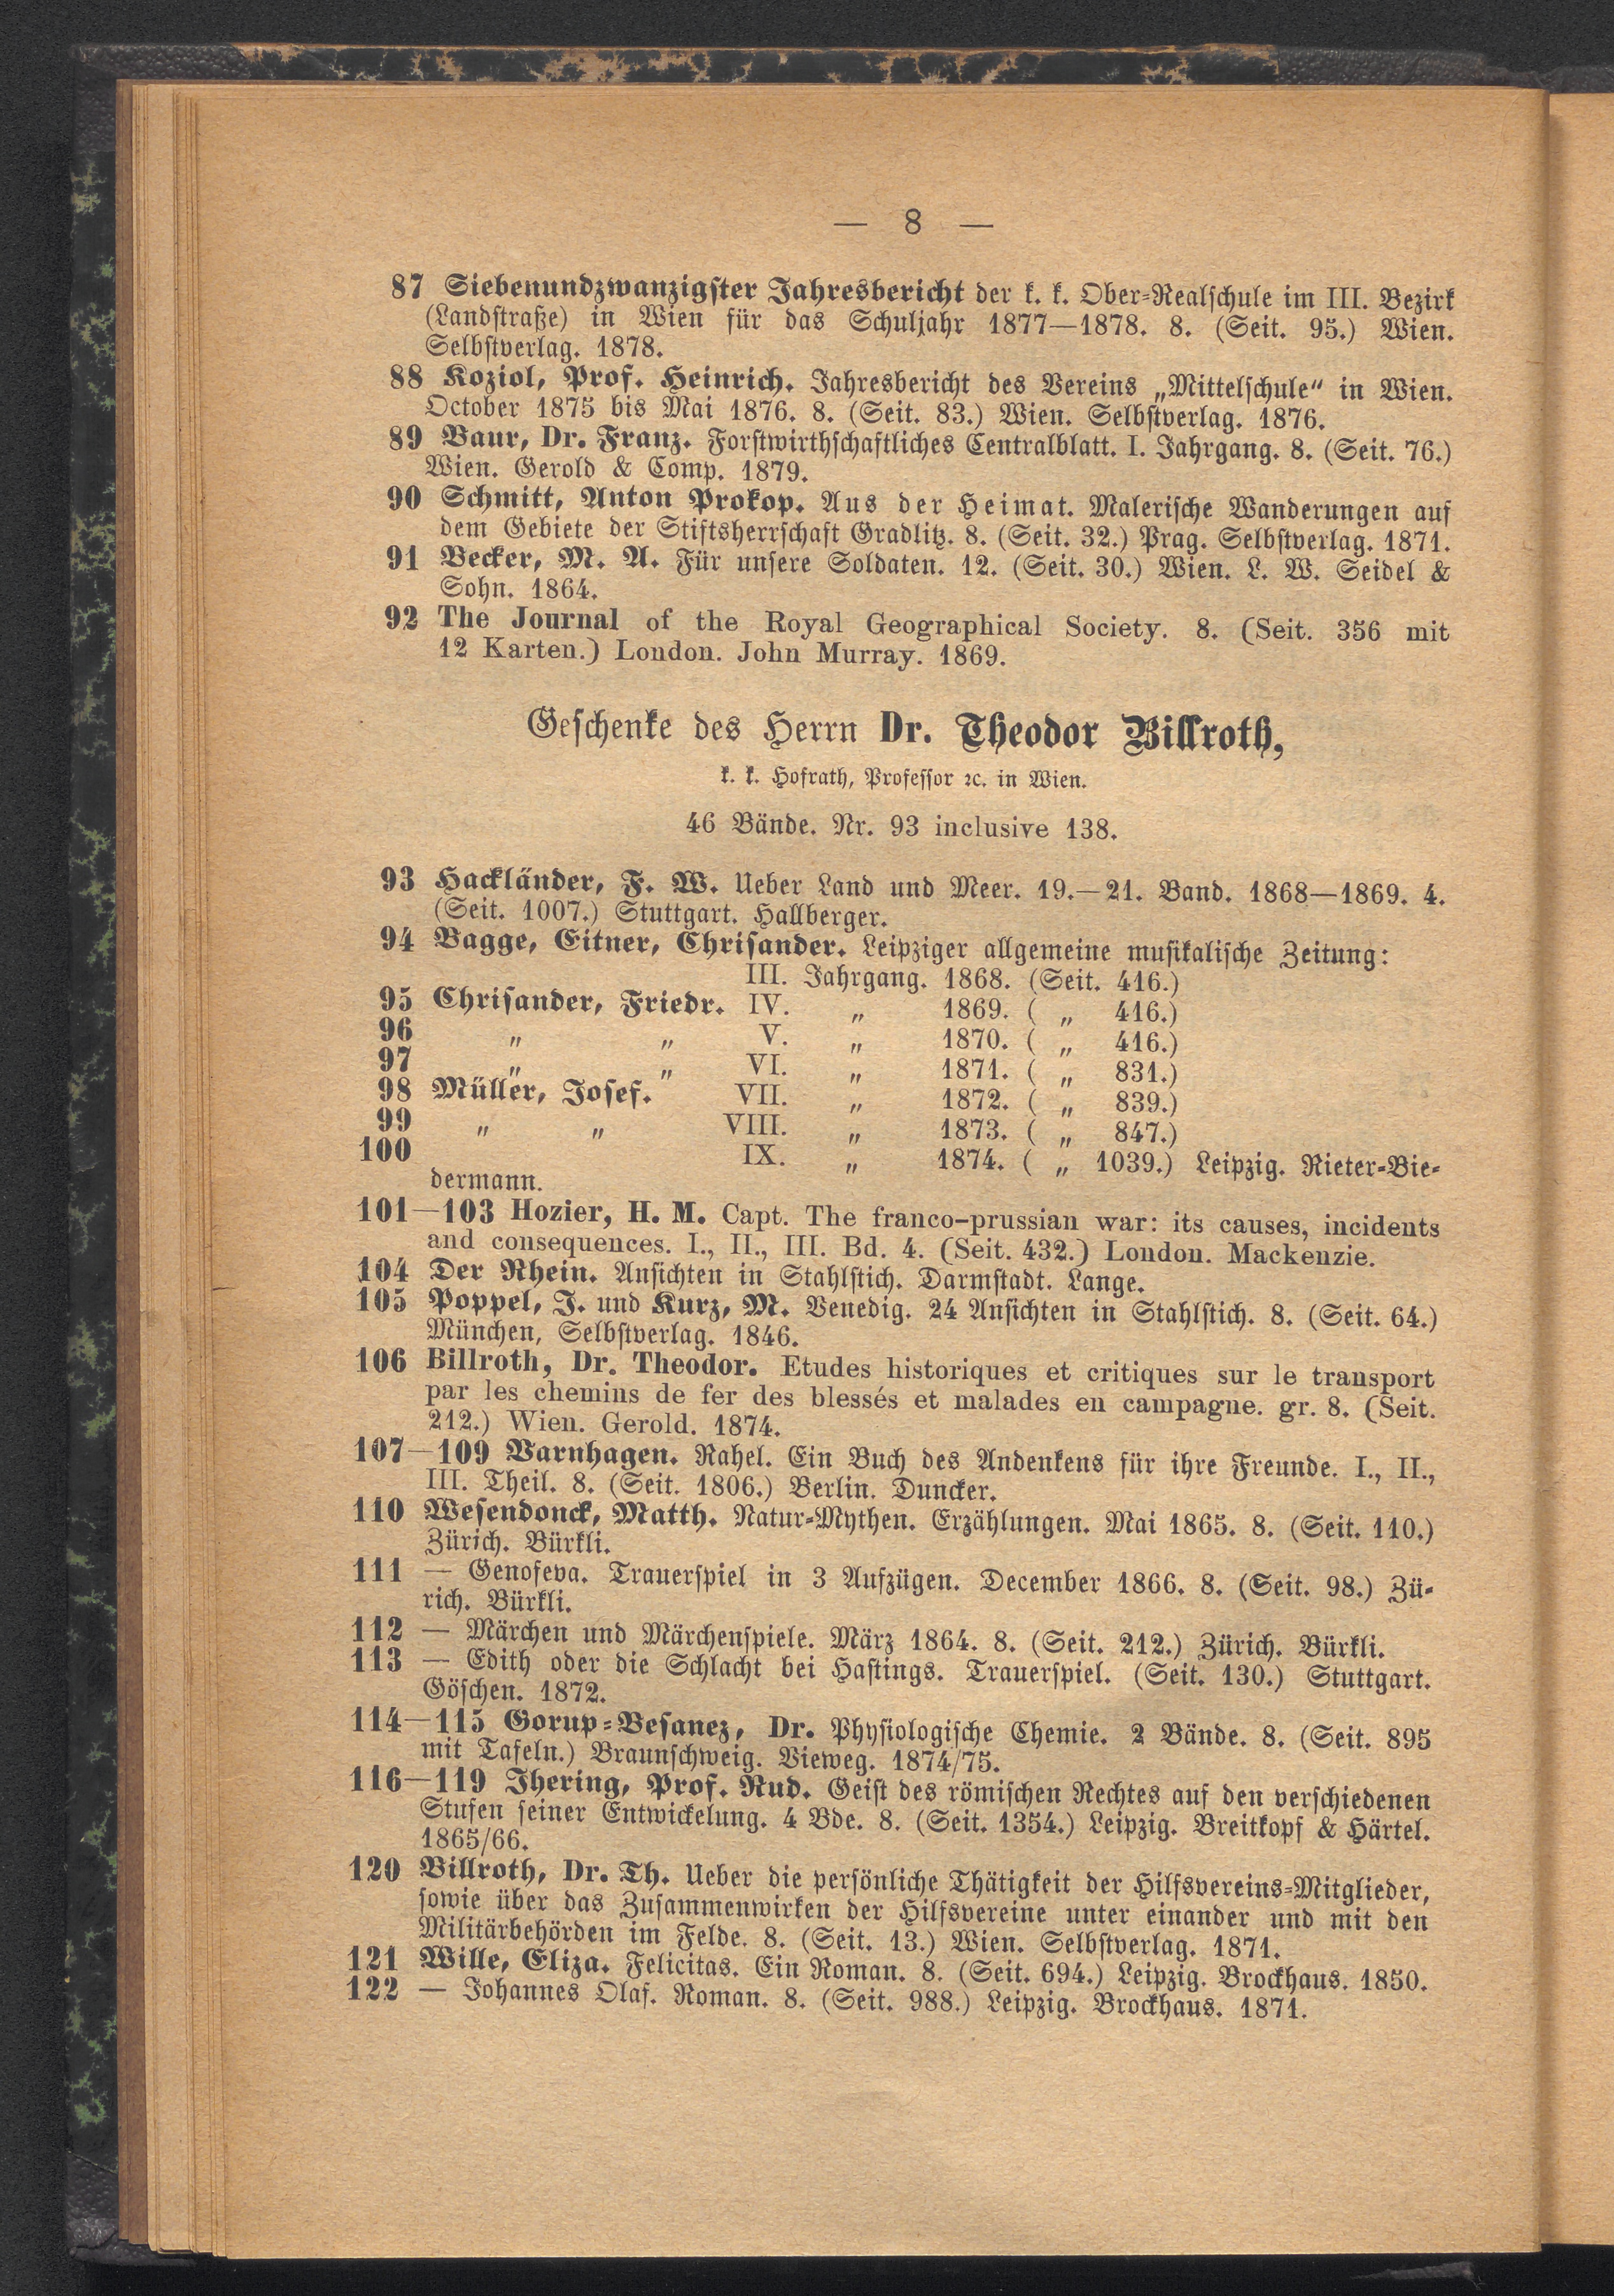 — 8 —
87 Siebenundzwanzigster Jahresbericht der k. k. Ober-Realschule im III. Bezirk
(Landstraße) in Wien für das Schuljahr 1877—1878. 8. (Seit. 95.) Wien.
Selbstverlag. 1878.
88 Koziol, Prof. Heinrich. Jahresbericht des Vereins „Mittelschule“ in Wien.
October 1875 bis Mai 1876. 8. (Seit. 83.) Wien. Selbstverlag. 1876.
89 Baur, Dr. Franz. Forstwirthschaftliches Centralblatt. I. Jahrgang. 8. (Seit. 76.)
Wien. Gerold & Comp. 1879.
90 Schmitt, Anton Prokop. Aus der Heimat. Malerische Wanderungen auf
dem Gebiete der Stiftsherrschaft Gradlitz. 8. (Seit. 32.) Prag. Selbstverlag. 1871.
91 Becker, M. A. Für unsere Soldaten. 12. (Seit. 30.) Wien. L. W. Seidel &
Sohn. 1864.
92 The Journal of the Royal Geographical Society. 8. (Seit. 356 mit
12 Karten.) London. John Murray. 1869.
Geschenke des Herrn Dr. Theodor Billroth,
k. k. Hofrath, Professor ꝛc. in Wien.
46 Bände. Nr. 93 inclusive 138.
93 Hackländer, F. W. Ueber Land und Meer. 19.—21. Band. 1868—1869. 4.
(Seit. 1007.) Stuttgart. Hallberger.
94 Bagge, Eitner, Chrisander. Leipziger allgemeine musikalische Zeitung:
III. Jahrgang. 1868. (Seit. 416.)
95 Chrisander, Friedr. IV. „ 1869. ( „ 416.)
96 „ „ V. „ 1870. ( „ 416.)
97 „ „ VI. „ 1871. ( „ 831.)
98 Müller, Josef. VII. „ 1872. ( „ 839.)
99 „ „ VIII. „ 1873. ( „ 847.)
100 IX. „ 1874. ( „ 1039.) Leipzig. Rieter-Bie-
dermann.
101—103 Hozier, H. M. Capt. The franco-prussian war: its causes, incidents
and consequences. I., II., III. Bd. 4. (Seit. 432.) London. Mackenzie.
104 Der Rhein. Ansichten in Stahlstich. Darmstadt. Lange.
105 Poppel, J. und Kurz, M. Venedig. 24 Ansichten in Stahlstich. 8. (Seit. 64.)
München, Selbstverlag. 1846.
106 Billroth, Dr. Theodor. Etudes historiques et critiques sur le transport
par les chemins de fer des blessés et malades en campagne. gr. 8. (Seit.
212.) Wien. Gerold. 1874.
107—109 Varnhagen. Rahel. Ein Buch des Andenkens für ihre Freunde. I., II.,
III. Theil. 8. (Seit. 1806.) Berlin. Duncker.
110 Wesendonck, Matth. Natur-Mythen. Erzählungen. Mai 1865. 8. (Seit. 110.)
Zürich. Bürkli.
111 — Genofeva. Trauerspiel in 3 Aufzügen. December 1866. 8. (Seit. 98.) Zü-
rich. Bürkli.
112 — Märchen und Märchenspiele. März 1864. 8. (Seit. 212.) Zürich. Bürkli.
113 — Edith oder die Schlacht bei Hastings. Trauerspiel. (Seit. 130.) Stuttgart.
Göschen. 1872.
114—115 Gorup-Besanez, Dr. Physiologische Chemie. 2 Bände. 8. (Seit. 895
mit Tafeln.) Braunschweig. Vieweg. 1874/75.
116—119 Ihering, Prof. Rud. Geist des römischen Rechtes auf den verschiedenen
Stufen seiner Entwickelung. 4 Bde. 8. (Seit. 1354.) Leipzig. Breitkopf & Härtel.
1865/66.
120 Billroth, Dr. Th. Ueber die persönliche Thätigkeit der Hilfsvereins-Mitglieder,
sowie über das Zusammenwirken der Hilfsvereine unter einander und mit den
Militärbehörden im Felde. 8. (Seit. 13.) Wien. Selbstverlag. 1871.
121 Wille, Eliza. Felicitas. Ein Roman. 8. (Seit. 694.) Leipzig. Brockhaus. 1850.
122 — Johannes Olaf. Roman. 8. (Seit. 988.) Leipzig. Brockhaus. 1871.